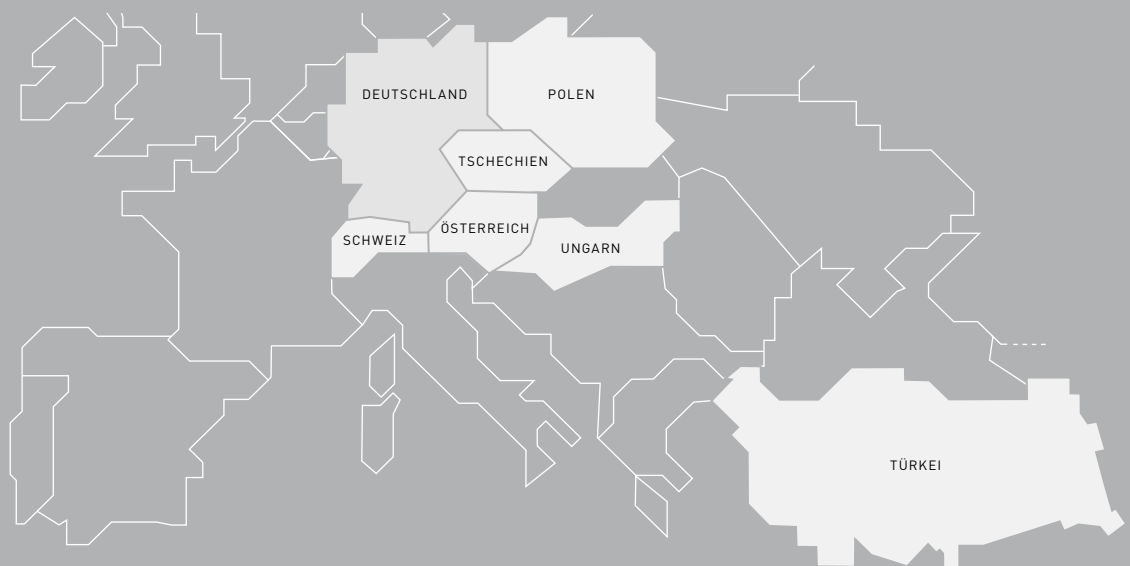 DEUTSCHLAND
POLEN
TSCHECHIEN
ÖSTERREICH
SCHWEIZ
UNGARN
TÜRKEI